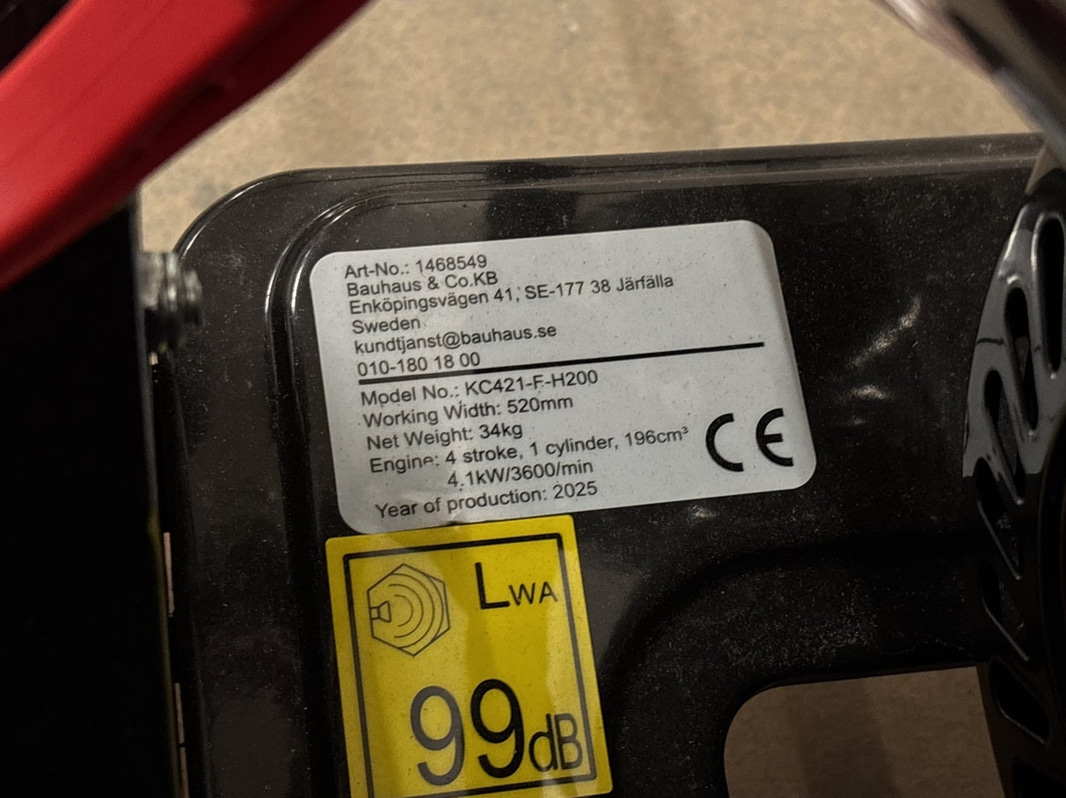 Art-No.: 1468549
Bauhaus & Co.KB
Enköpingsvägen 41, SE-177 38 Järfälla
Sweden
kundtjanst@bauhaus.se
010-180 18 00
Model No.: KC421-F-H200
Working Width: 520mm
Net Weight: 34kg
Engine: 4 stroke, 1 cylinder, 196cm³
4.1kW/3600/min
Year of production: 2025
CE
LWA
99dB